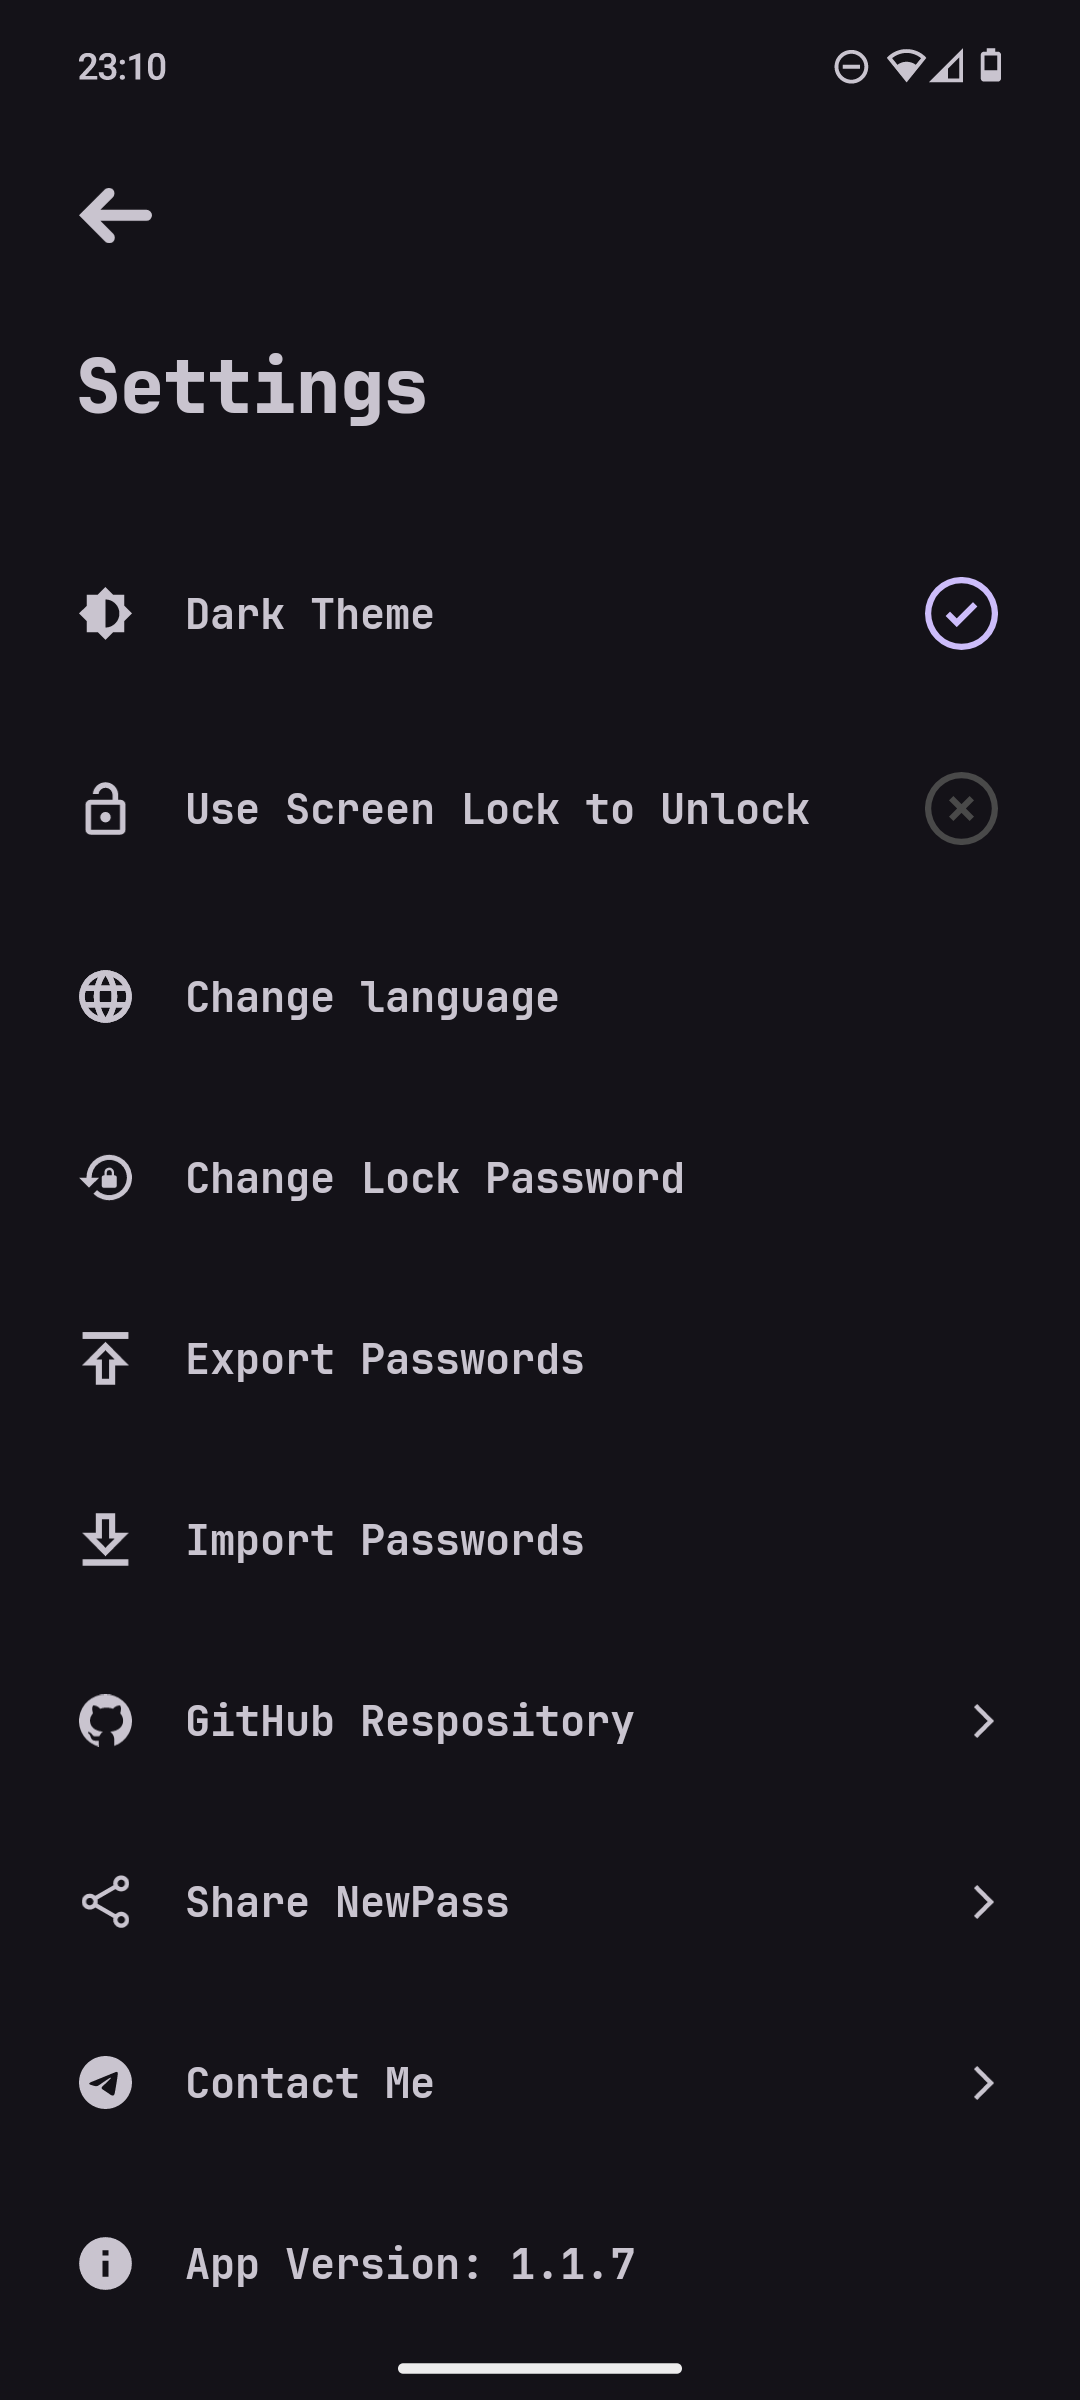 23:10
Settings
Dark Theme
Use Screen Lock to Unlock
Change language
Change Lock Password
Export Passwords
Import Passwords
GitHub Respository
Share NewPass
Contact Me
App Version: 1.1.7